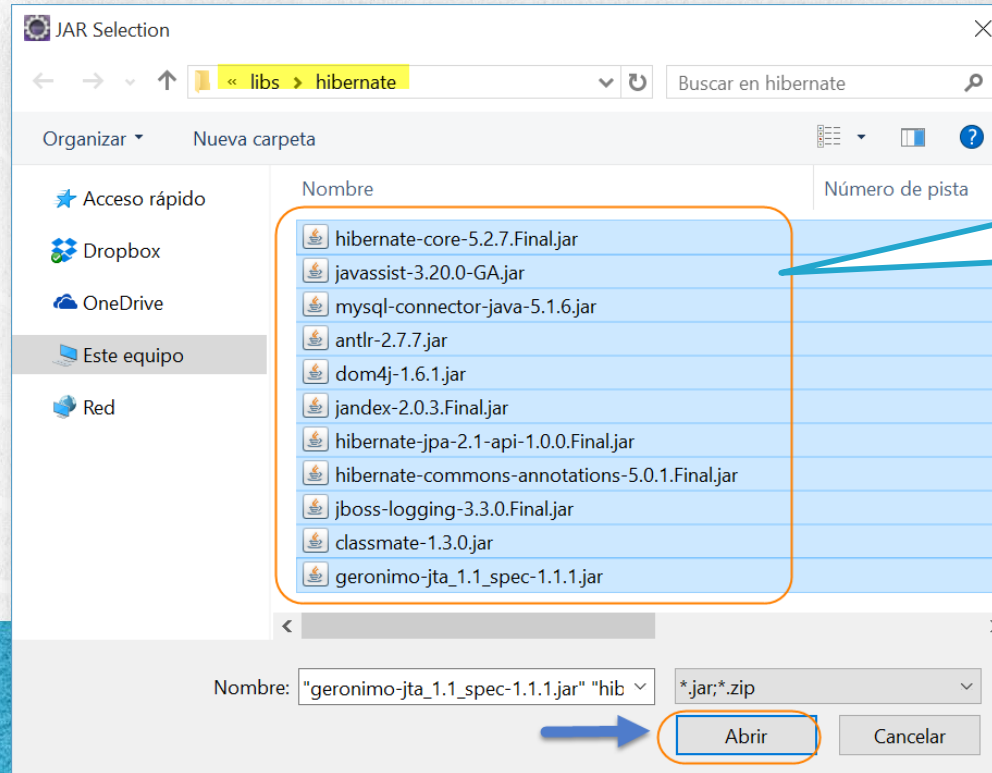 JAR Selection
« libs > hibernate
Buscar en hibernate
Organizar
Nueva carpeta
?
Acceso rápido
Dropbox
OneDrive
Este equipo
Red
Nombre
Número de pista
hibernate-core-5.2.7.Final.jar
javassist-3.20.0-GA.jar
mysql-connector-java-5.1.6.jar
antlr-2.7.7.jar
dom4j-1.6.1.jar
jandex-2.0.3.Final.jar
hibernate-jpa-2.1-api-1.0.0.Final.jar
hibernate-commons-annotations-5.0.1.Final.jar
jboss-logging-3.3.0.Final.jar
classmate-1.3.0.jar
geronimo-jta_1.1_spec-1.1.1.jar
Nombre:
"geronimo-jta_1.1_spec-1.1.1.jar" "hib
*.jar;*.zip
Abrir
Cancelar